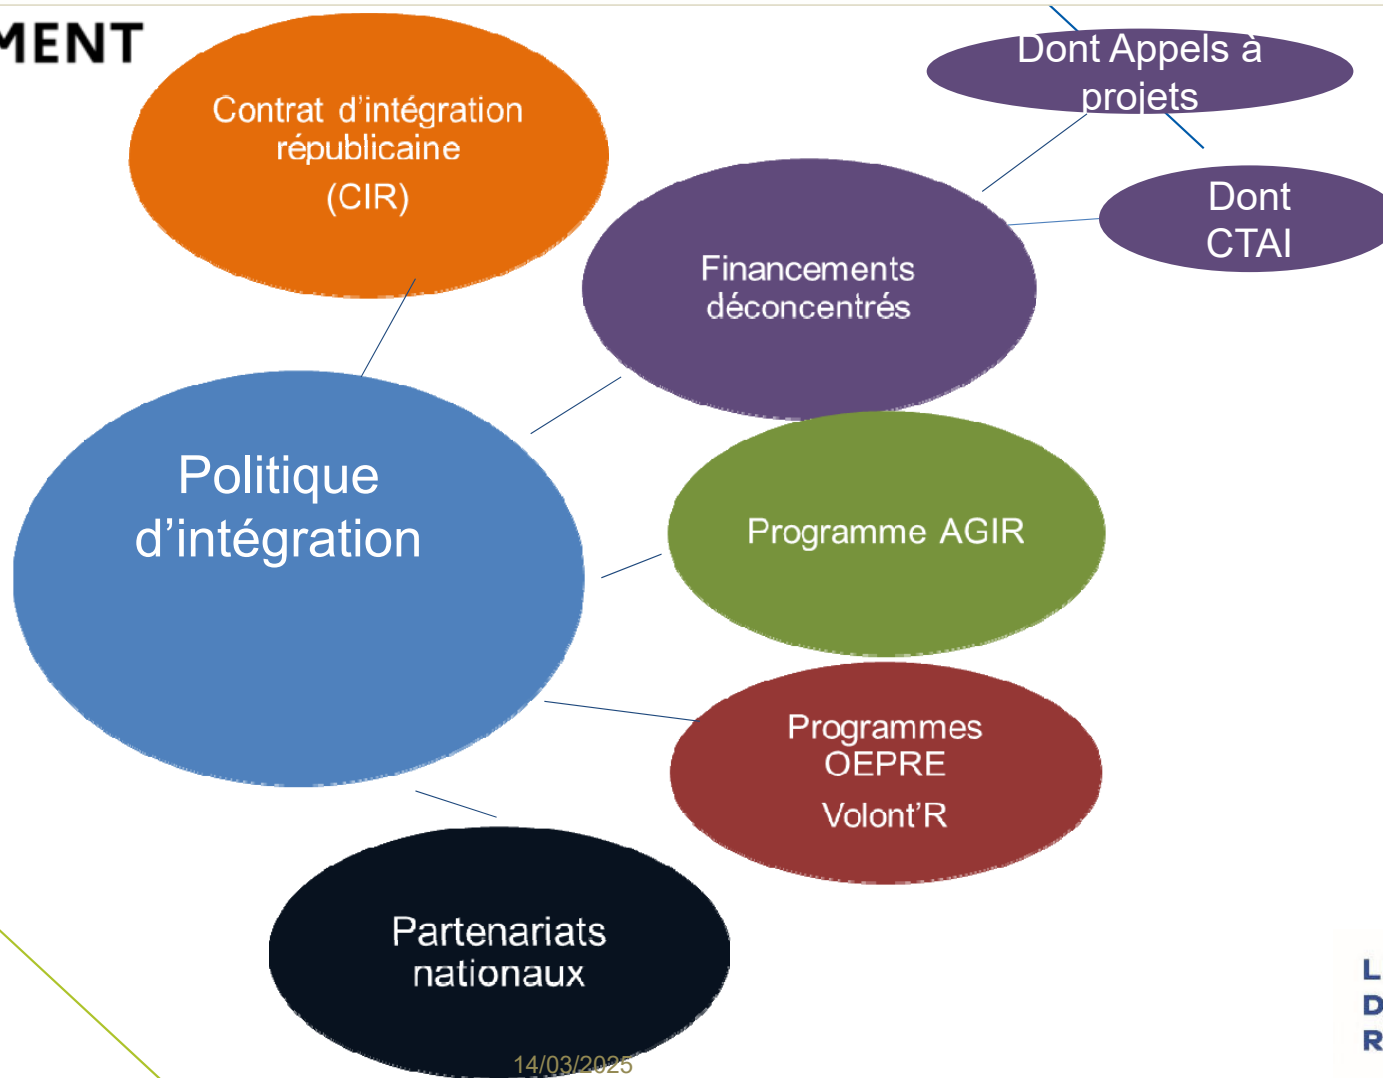 MENT
Contrat d’intégration
républicaine
(CIR)
Dont Appels à
projets
Dont
CTAI
Financements
déconcentrés
Politique
d’intégration
Programme AGIR
Programmes
OEPRE
Volont’R
Partenariats
nationaux
14/03/2025
L
D
R